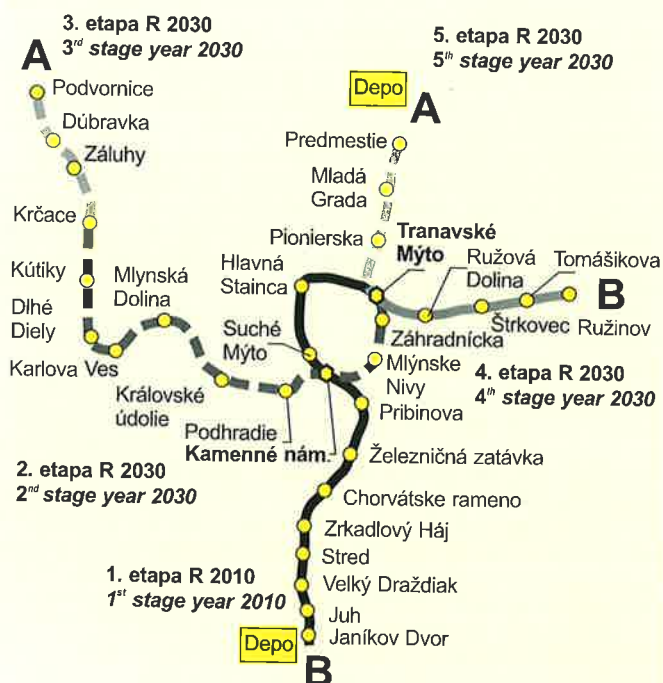 3. etapa R 2030
3rd stage year 2030
A
Podvornice
Dúbravka
Záluhy
Krčace
Kútiky
Dlhé
Diely
Karlova Ves
Mlynská
Dolina
Královské
údolie
Podhradie
Kamenné nám.
Suché
Mýto
Hlavná
Stainca
5. etapa R 2030
5th stage year 2030
Depo
A
Predmestie
Mladá
Grada
Pionierska
Tranavské
Mýto
Ružová
Dolina
Tomášikova
B
Štrkovec
Ružinov
Záhradnícka
Mlýnske
Nivy
Pribinova
4. etapa R 2030
4th stage year 2030
Železničná zatávka
Chorvátske rameno
Zrkadlový Háj
Stred
Velký Draždiak
Juh
Janíkov Dvor
2. etapa R 2030
2nd stage year 2030
1. etapa R 2010
1st stage year 2010
Depo
B